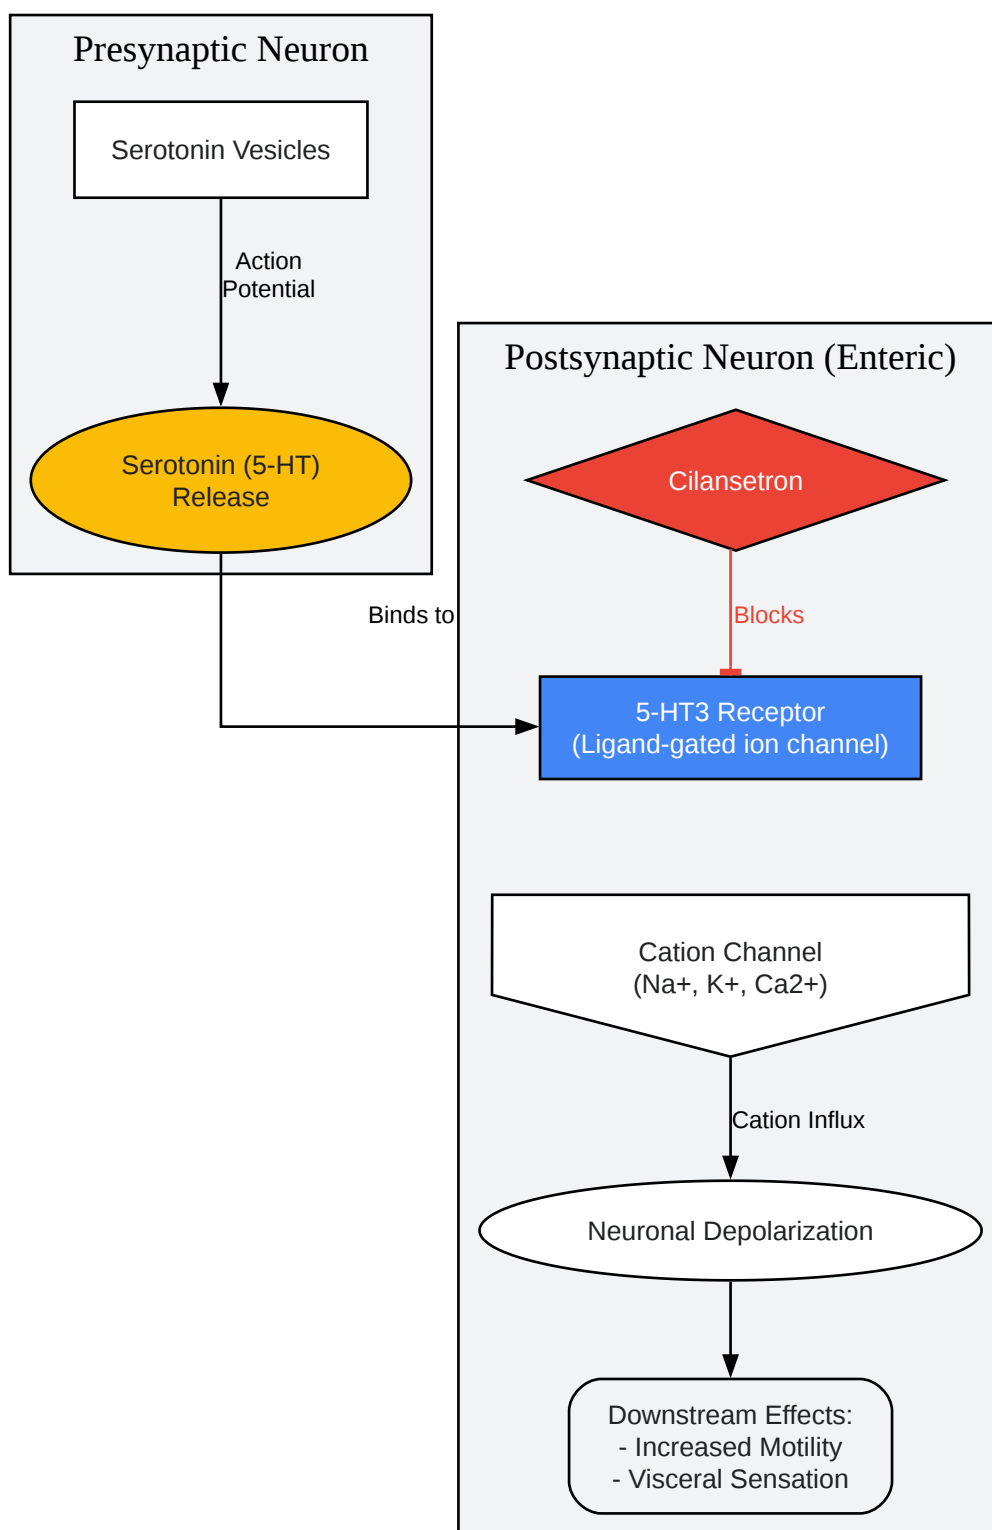 Presynaptic Neuron
Serotonin Vesicles
Action
Potential
Serotonin (5-HT)
Release
Binds to
Postsynaptic Neuron (Enteric)
Cilansetron
Blocks
5-HT3 Receptor
(Ligand-gated ion channel)
Cation Channel
(Na+, K+, Ca2+)
Cation Influx
Neuronal Depolarization
Downstream Effects:
- Increased Motility
- Visceral Sensation